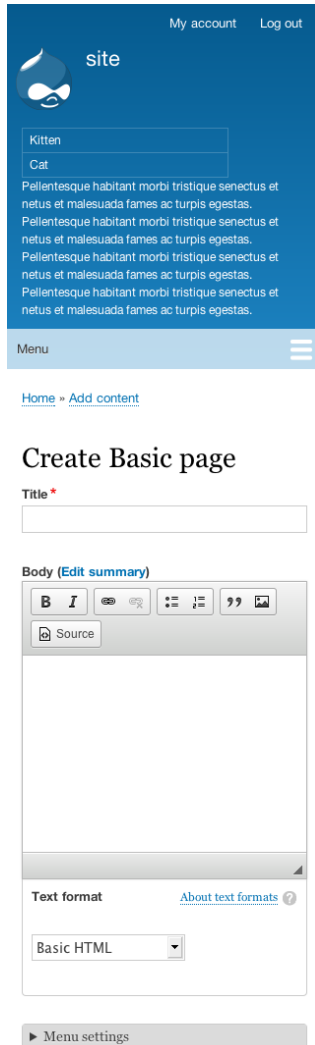 My account Log out
site
Kitten
Cat
Pellentesque habitant morbi tristique senectus et
netus et malesuada fames ac turpis egestas.
Pellentesque habitant morbi tristique senectus et
netus et malesuada fames ac turpis egestas.
Pellentesque habitant morbi tristique senectus et
netus et malesuada fames ac turpis egestas.
Pellentesque habitant morbi tristique senectus et
netus et malesuada fames ac turpis egestas.
Menu
Home » Add content
Create Basic page
Title *
Body (Edit summary)
B I
Source
Text format About text formats ?
Basic HTML
Menu settings